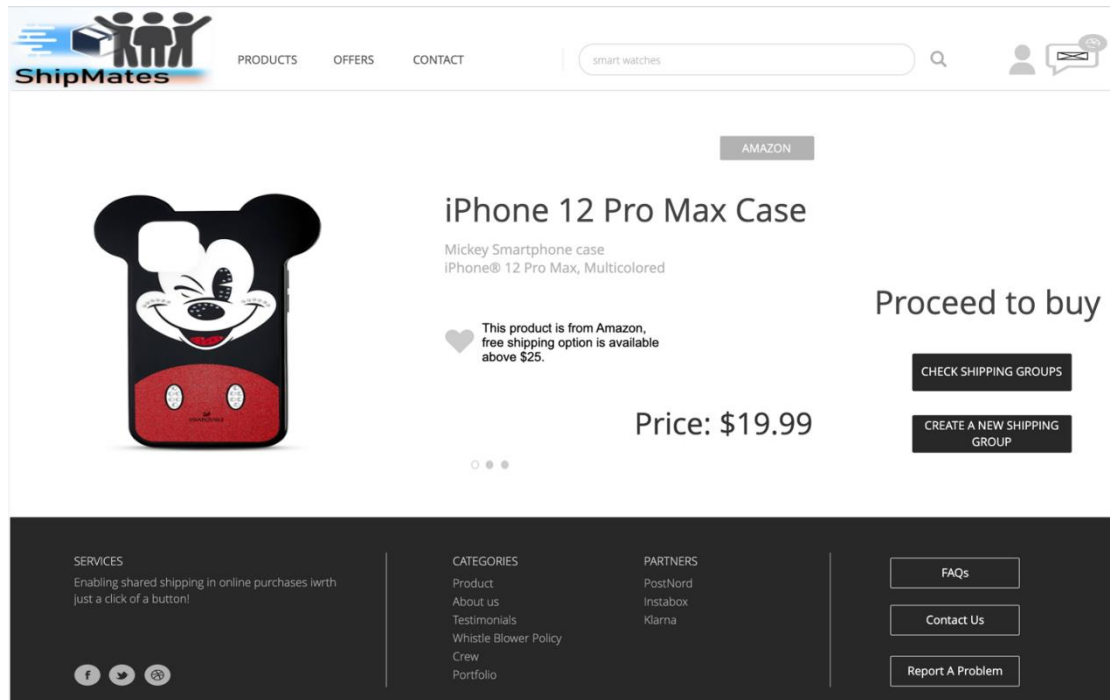 ShipMates
PRODUCTS
OFFERS
CONTACT
smart watches
AMAZON
iPhone 12 Pro Max Case
Mickey Smartphone case
iPhone® 12 Pro Max, Multicolored
This product is from Amazon,
free shipping option is available
above $25.
Price: $19.99
Proceed to buy
CHECK SHIPPING GROUPS
CREATE A NEW SHIPPING
GROUP
SERVICES
Enabling shared shipping in online purchases iwrth
just a click of a button!
CATEGORIES
Product
About us
Testimonials
Whistle Blower Policy
Crew
Portfolio
PARTNERS
PostNord
Instabox
Klarna
FAQs
Contact Us
Report A Problem